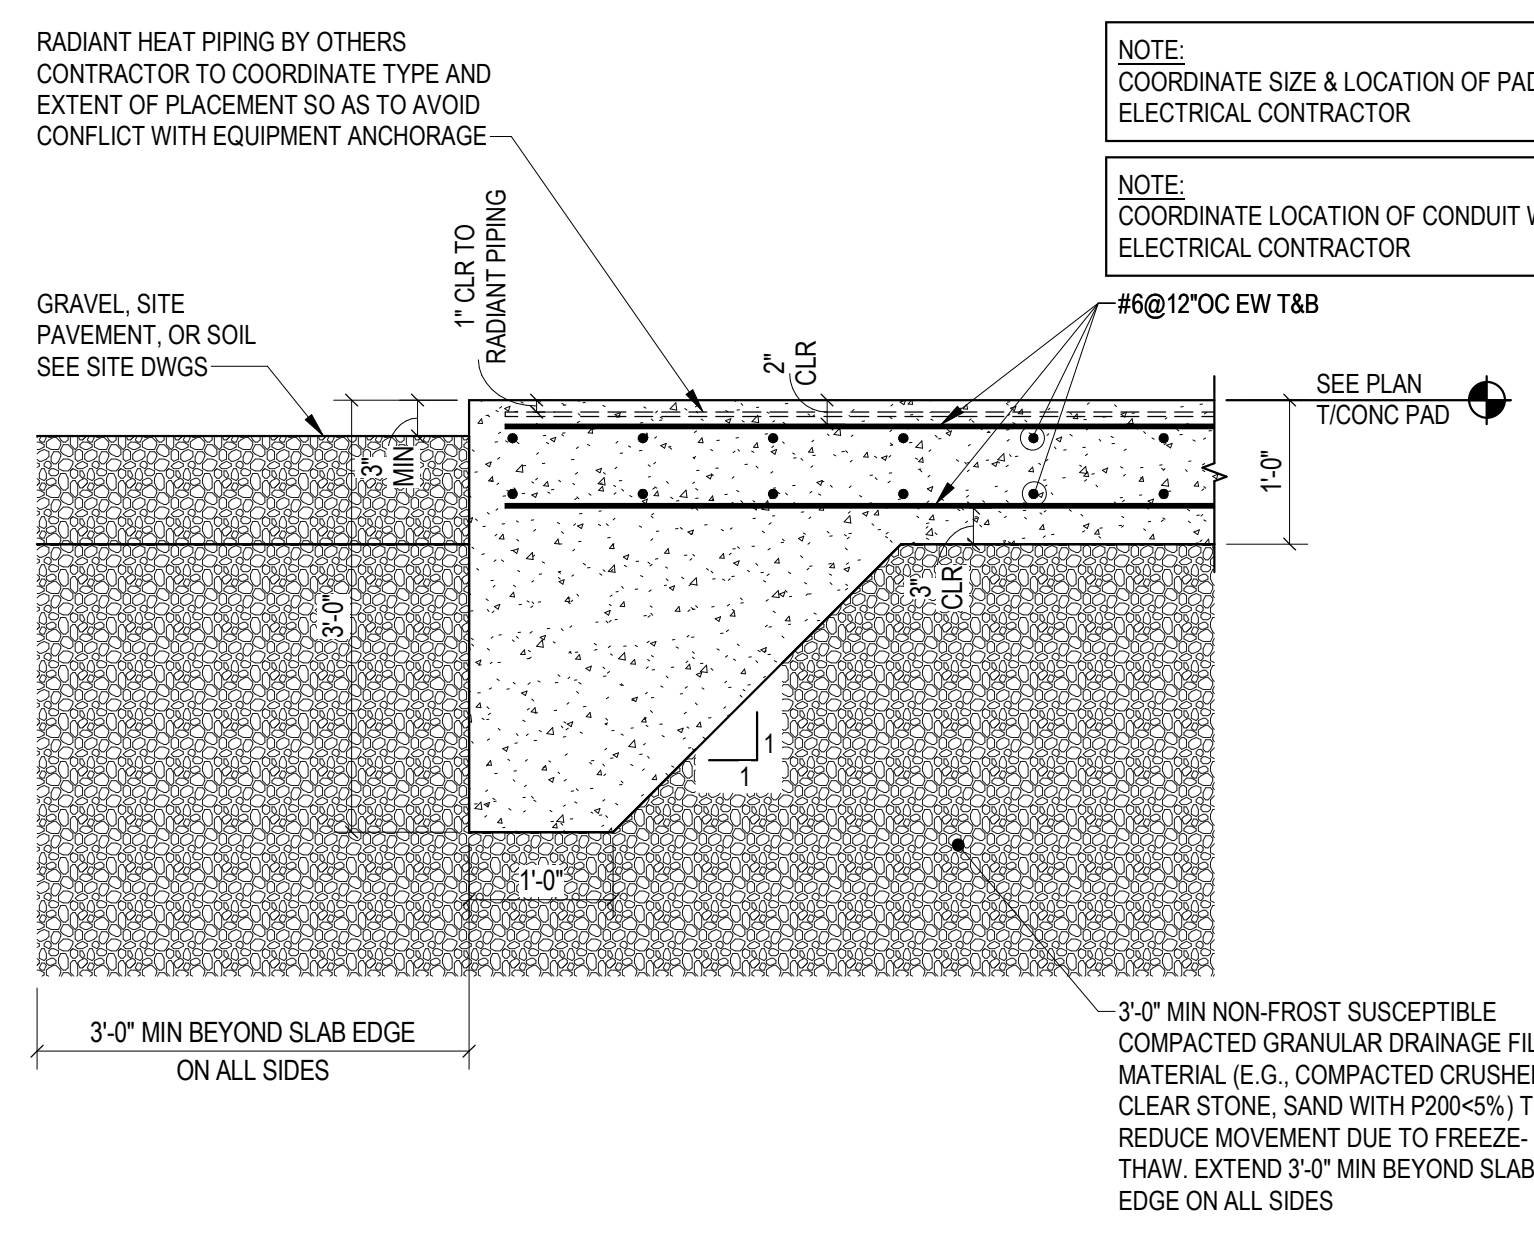 RADIANT HEAT PIPING BY OTHERS
CONTRACTOR TO COORDINATE TYPE AND
EXTENT OF PLACEMENT SO AS TO AVOID
CONFLICT WITH EQUIPMENT ANCHORAGE
NOTE:
COORDINATE SIZE & LOCATION OF PAD
ELECTRICAL CONTRACTOR
NOTE:
COORDINATE LOCATION OF CONDUIT
ELECTRICAL CONTRACTOR
1" CLR TO
RADIANT PIPING
GRAVEL, SITE
PAVEMENT, OR SOIL
SEE SITE DWGS
#6@12"OC EW T&B
2"
CLR
SEE PLAN
T/CONC PAD
3"
MIN
1'-0"
3'-0"
3"
CLR
1
1
1'-0"
3'-0" MIN BEYOND SLAB EDGE
ON ALL SIDES
3'-0" MIN NON-FROST SUSCEPTIBLE
COMPACTED GRANULAR DRAINAGE
MATERIAL (E.G., COMPACTED
CLEAR STONE, SAND WITH P200<5%)
REDUCE MOVEMENT DUE TO FREEZE-
THAW. EXTEND 3'-0" MIN BEYOND SLAB
EDGE ON ALL SIDES